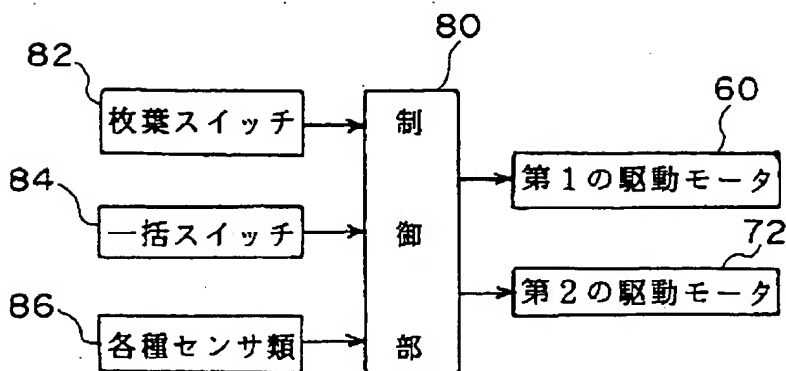 80
82
枚葉スイッチ
制
60
第1の駆動モータ
84
一括スイッチ
御
72
第2の駆動モータ
86
各種センサ類
部